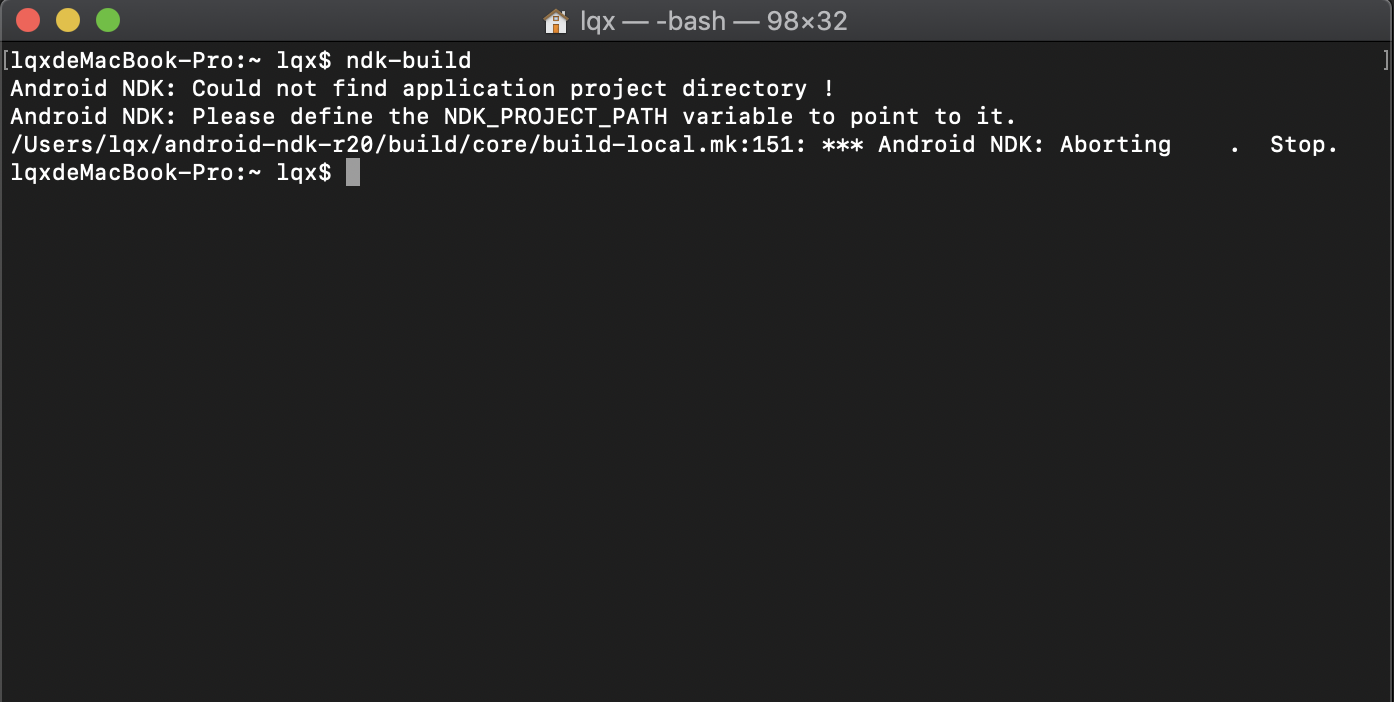 lqx — -bash — 98×32
[lqxdeMacBook-Pro:~ lqx$ ndk-build ]
Android NDK: Could not find application project directory !
Android NDK: Please define the NDK_PROJECT_PATH variable to point to it.
/Users/lqx/android-ndk-r20/build/core/build-local.mk:151: *** Android NDK: Aborting    .  Stop.
lqxdeMacBook-Pro:~ lqx$